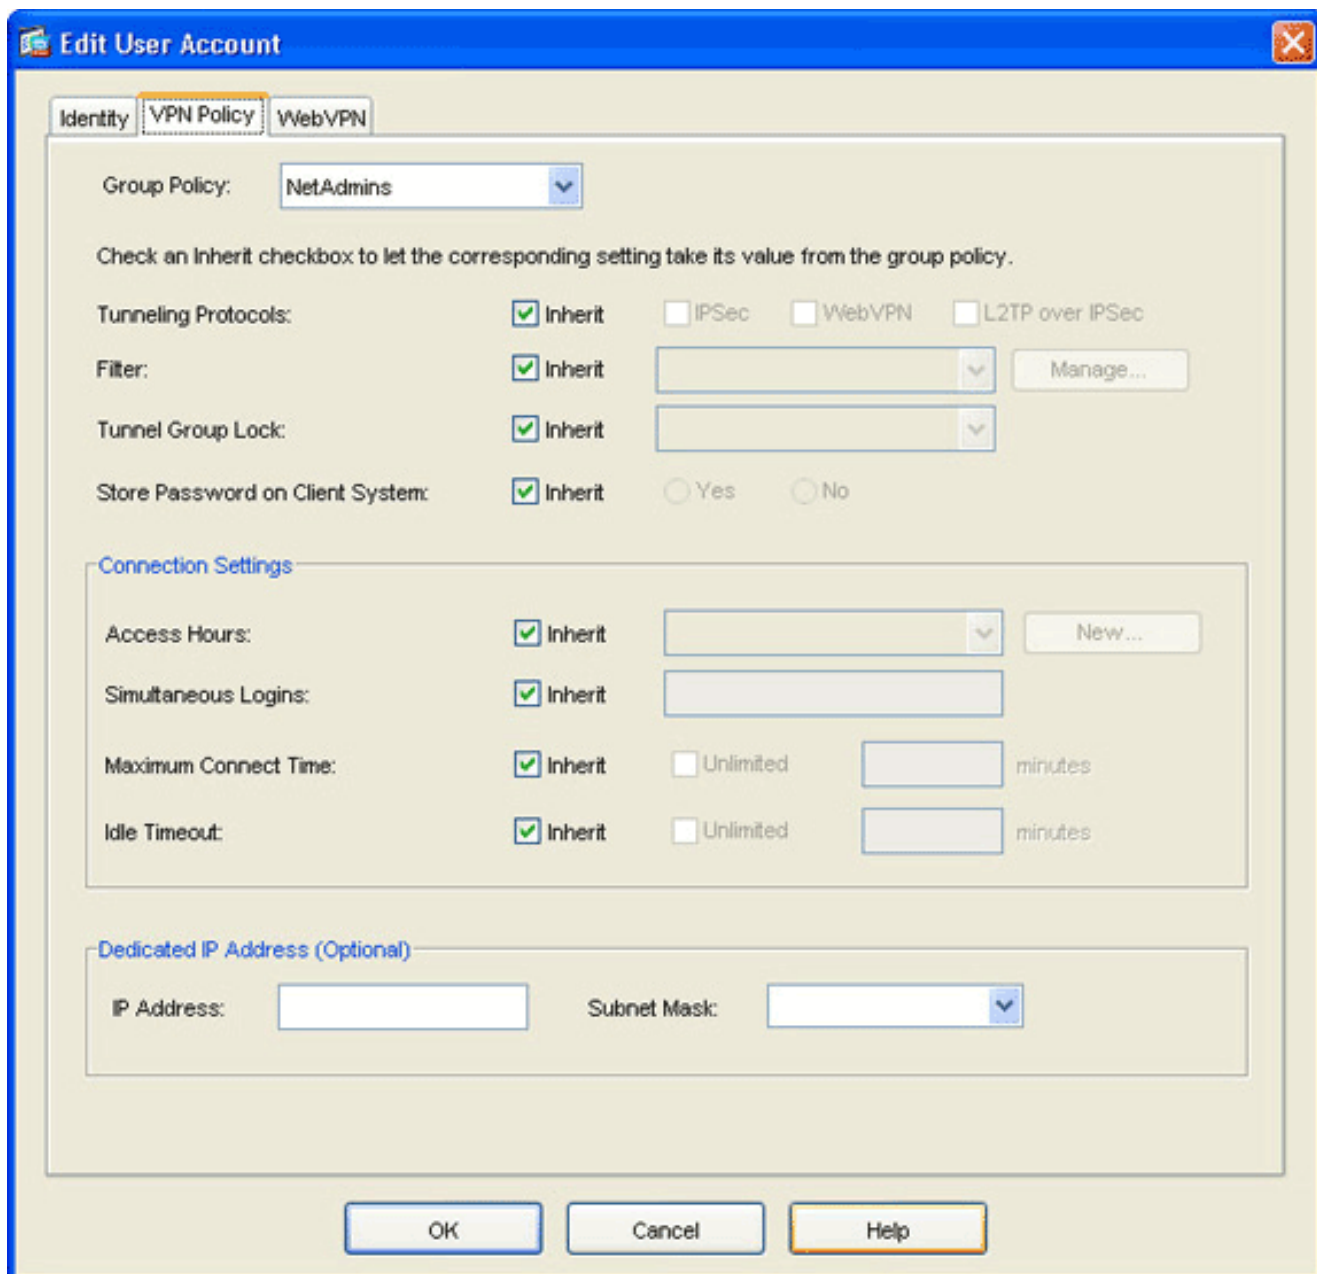 Edit User Account
Identity VPN Policy WebVPN
Group Policy: NetAdmins
Check an Inherit checkbox to let the corresponding setting take its value from the group policy.
Tunneling Protocols: Inherit IPSec WebVPN L2TP over IPSec
Filter: Inherit Manage...
Tunnel Group Lock: Inherit
Store Password on Client System: Inherit Yes No
Connection Settings
Access Hours: Inherit New...
Simultaneous Logins: Inherit
Maximum Connect Time: Inherit Unlimited minutes
Idle Timeout: Inherit Unlimited minutes
Dedicated IP Address (Optional)
IP Address: Subnet Mask:
OK Cancel Help